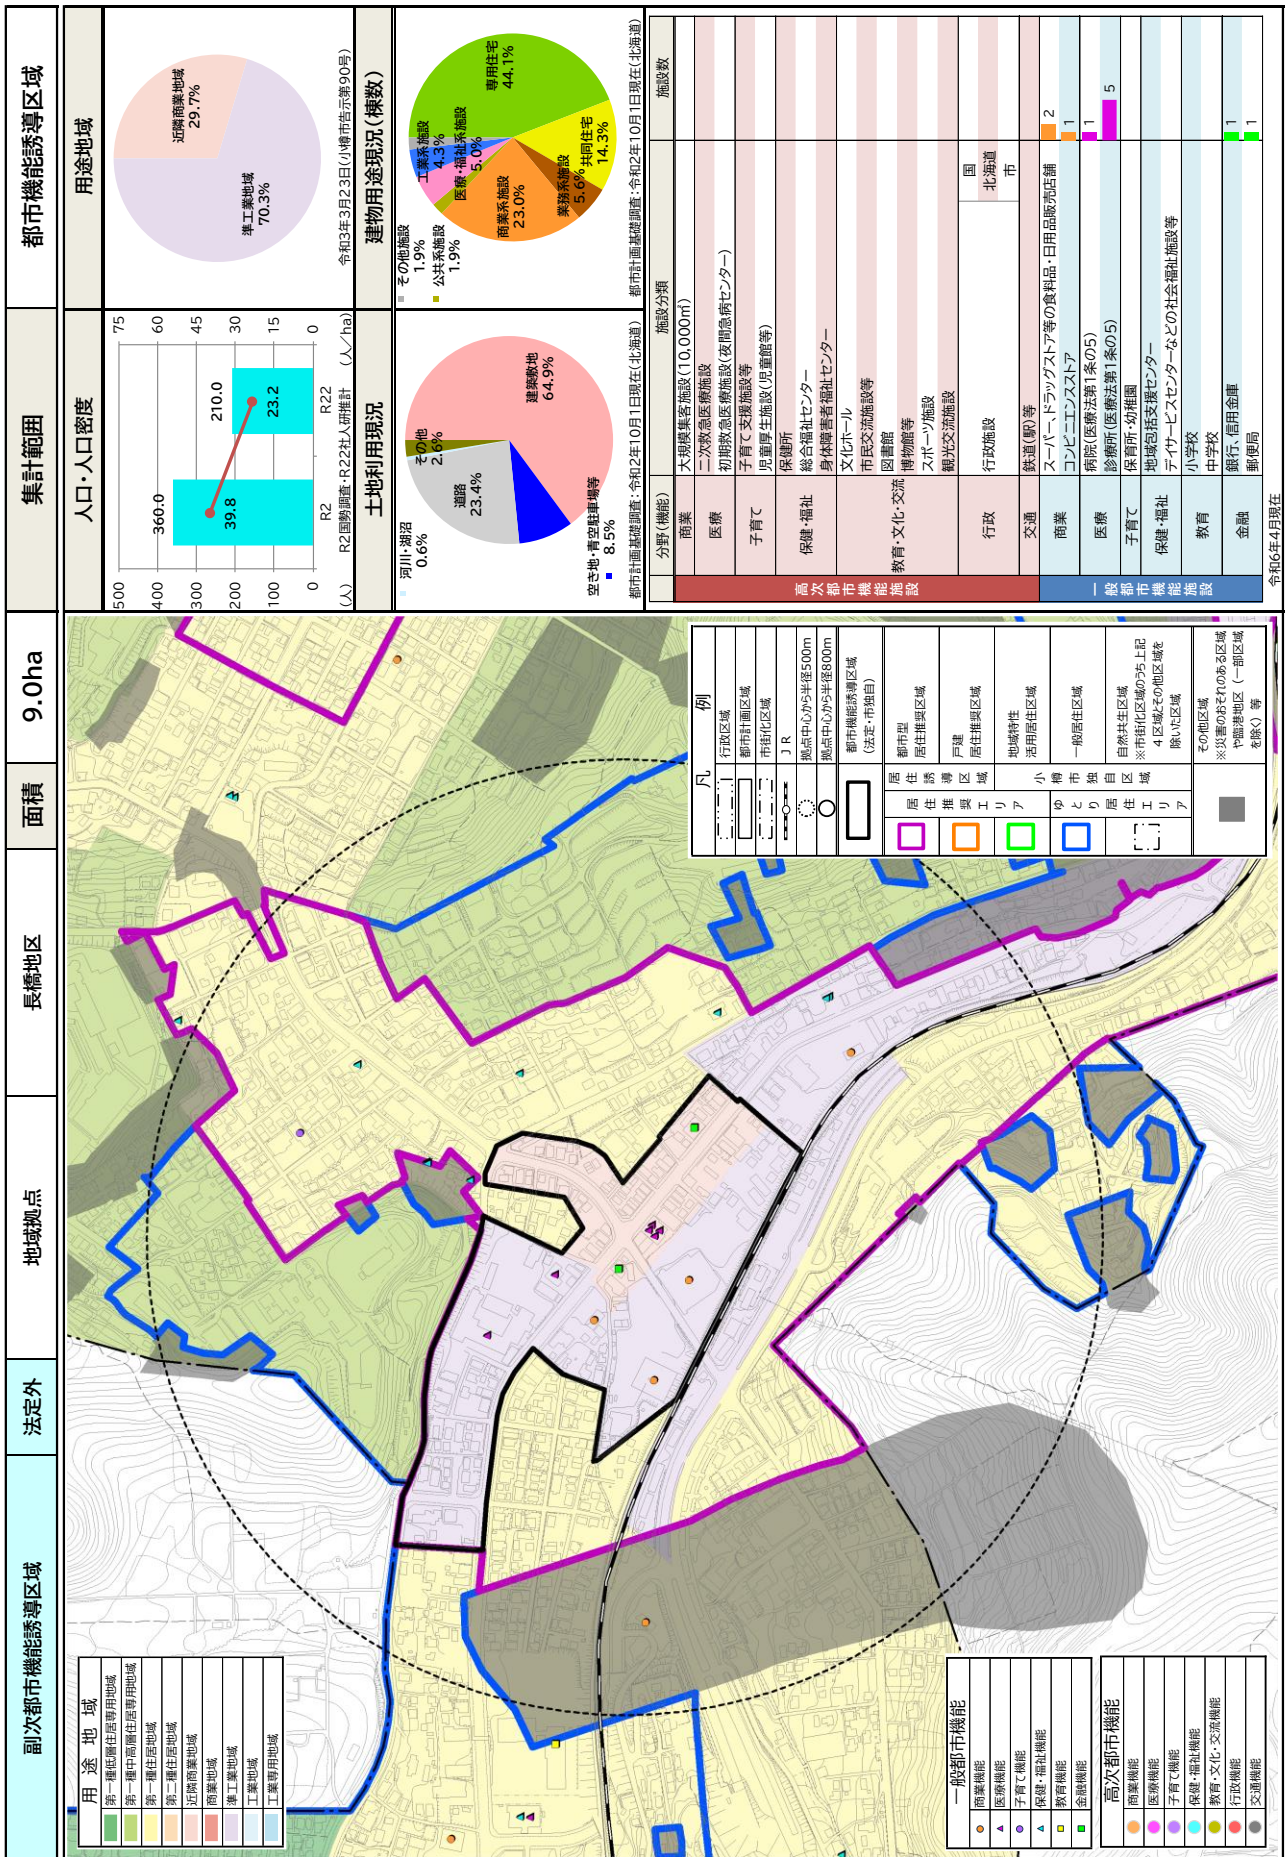 副次都市機能誘導区域
法定外
地域拠点
長橋地区
面積
9.0ha
集計範囲
都市機能誘導区域
用途地域
第一種低層住居専用地域
第一種中高層住居専用地域
第一種住居地域
第二種住居地域
近隣商業地域
商業地域
準工業地域
工業地域
工業専用地域
一般都市機能
商業機能
医療機能
子育て機能
保健・福祉機能
教育機能
金融機能
高次都市機能
商業機能
医療機能
子育て機能
保健・福祉機能
教育・文化・交流機能
行政機能
交通機能
凡 例
行政区域
都市計画区域
市街化区域
JR
拠点中心から半径500m
拠点中心から半径800m
都市機能誘導区域
(法定・市独自)
居住推奨エリア
居住誘導区域
都市型
居住推奨区域
戸建
居住推奨区域
地域特性
活用居住区域
ゆとり居住エリア
小樽市独自区域
一般居住区域
自然共生区域
※市街化区域のうち上記
4区域とその他区域を
除いた区域
その他区域
※災害のおそれのある区域
や臨港地区(一部区域
を除く)等
人口・人口密度
500
400
300
200
100
0
(人)
360.0
39.8
210.0
23.2
R2
R22
75
60
45
30
15
0
(人/ha)
R2国勢調査・R22社人研推計
用途地域
近隣商業地域
29.7%
準工業地域
70.3%
令和3年3月23日(小樽市告示第90号)
土地利用現況
河川・湖沼
0.6%
その他
2.6%
道路
23.4%
建築敷地
64.9%
空き地・青空駐車場等
8.5%
都市計画基礎調査:令和2年10月1日現在(北海道)
建物用途現況(棟数)
その他施設
1.9%
公共系施設
1.9%
工業系施設
4.3%
医療・福祉系施設
5.0%
商業系施設
23.0%
業務系施設
5.6%
共同住宅
14.3%
専用住宅
44.1%
都市計画基礎調査:令和2年10月1日現在(北海道)
分野(機能)
施設分類
施設数
高次都市機能施設
商業
大規模集客施設(10,000㎡)
医療
二次救急医療施設
初期救急医療施設(夜間急病センター)
子育て
子育て支援施設等
児童厚生施設(児童館等)
保健・福祉
保健所
総合福祉センター
身体障害者福祉センター
教育・文化・交流
文化ホール
市民交流施設等
図書館
博物館等
スポーツ施設
観光交流施設
行政
行政施設
国
北海道
市
交通
鉄道(駅)等
一般都市機能施設
商業
スーパー、ドラッグストア等の食料品・日用品販売店舗
2
コンビニエンスストア
1
医療
病院(医療法第1条の5)
1
診療所(医療法第1条の5)
5
子育て
保育所・幼稚園
保健・福祉
地域包括支援センター
デイサービスセンターなどの社会福祉施設等
教育
小学校
中学校
金融
銀行、信用金庫
1
郵便局
1
令和6年4月現在